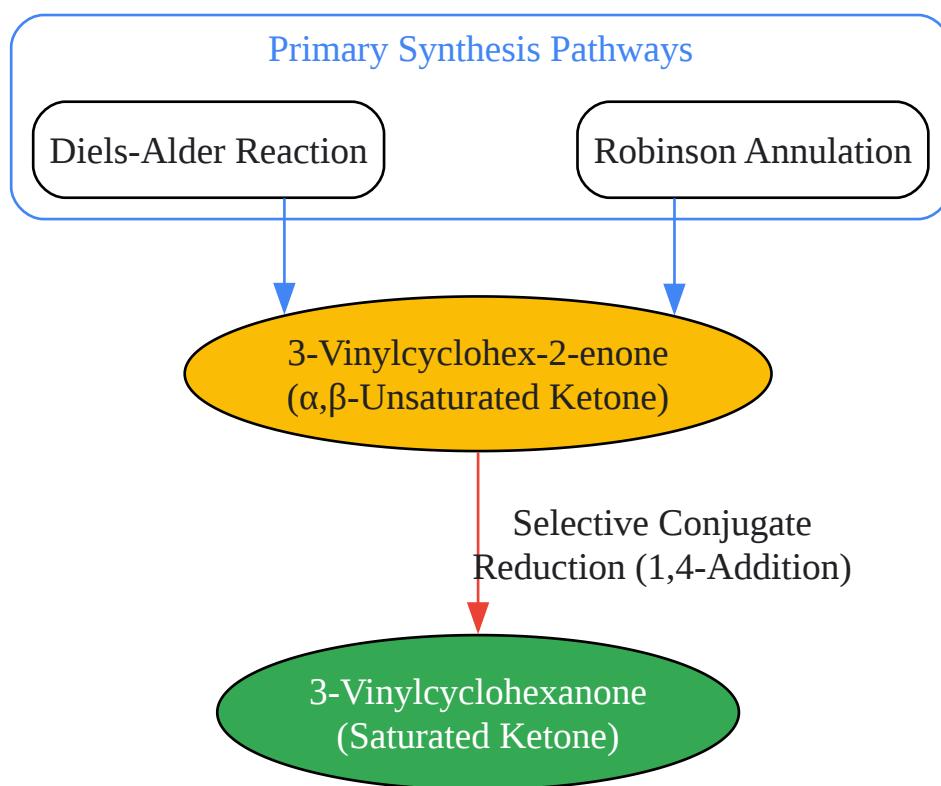 Primary Synthesis Pathways
Diels-Alder Reaction
Robinson Annulation
3-Vinylcyclohex-2-enone
(α,β-Unsaturated Ketone)
Selective Conjugate
Reduction (1,4-Addition)
3-Vinylcyclohexanone
(Saturated Ketone)